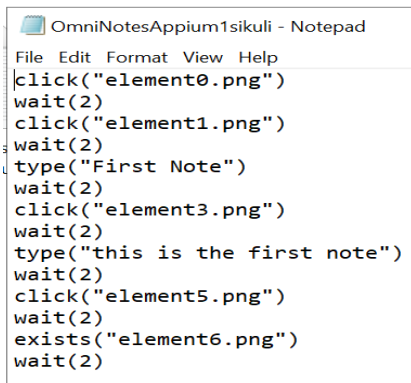 OmniNotesAppium1sikuli - Notepad
File Edit Format View Help
click("element0.png")
wait(2)
click("element1.png")
wait(2)
type("First Note")
wait(2)
click("element3.png")
wait(2)
type("this is the first note")
wait(2)
click("element5.png")
wait(2)
exists("element6.png")
wait(2)